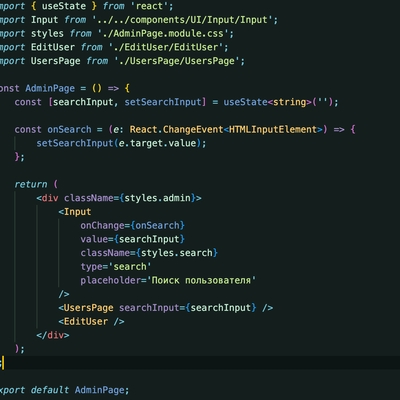 mport { useState } from 'react';
mport Input from '../../components/UI/Input/Input';
mport styles from './AdminPage.module.css';
mport EditUser from './EditUser/EditUser';
mport UsersPage from './UsersPage/UsersPage';
onst AdminPage = () => {
const [searchInput, setSearchInput] = useState<string>('');
const onSearch = (e: React.ChangeEvent<HTMLInputElement>) => {
setSearchInput(e.target.value);
};
return (
<div className={styles.admin}>
<Input
onChange={onSearch}
value={searchInput}
className={styles.search}
type='search'
placeholder='Поиск пользователя'
/>
<UsersPage searchInput={searchInput} />
<EditUser />
</div>
);
;
xport default AdminPage;